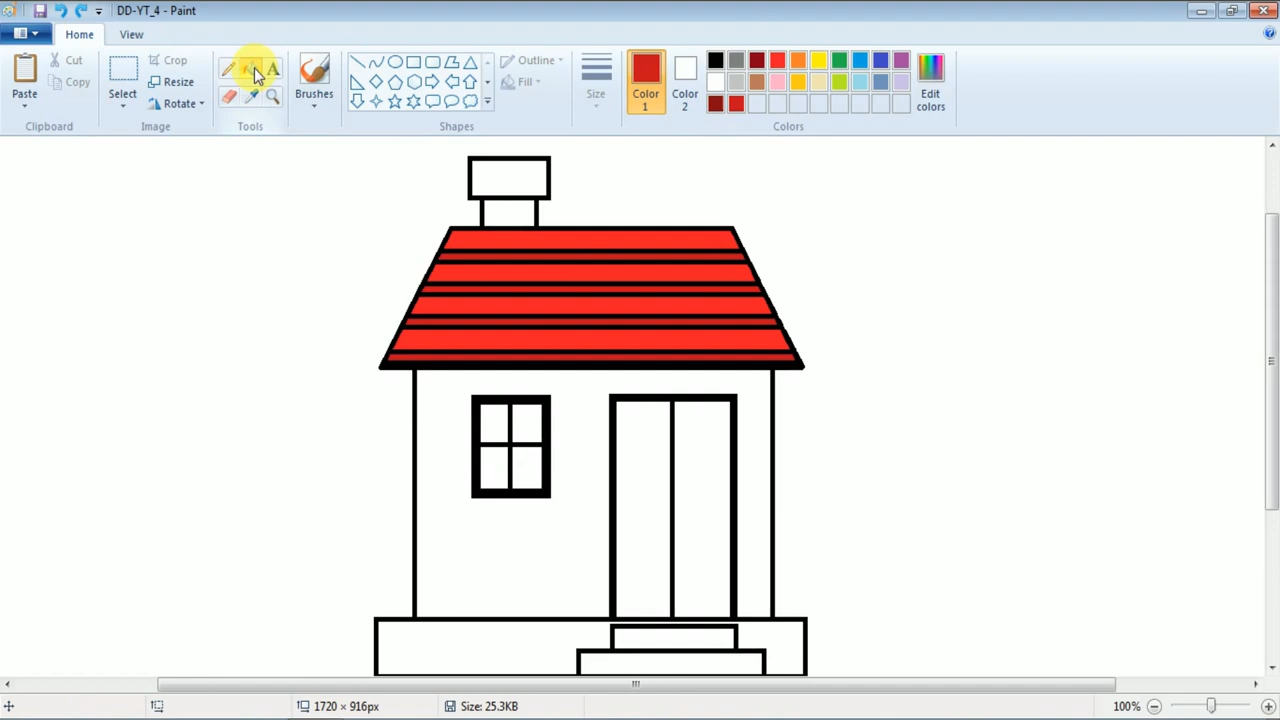 DD-YT_4 - Paint
Home View
Paste
Cut
Copy
Clipboard
Select
Crop
Resize
Rotate
Image
A
Tools
Brushes
Outline
Fill
Shapes
Size
Color 1
Color 2
Edit colors
Colors
1720 × 916px
Size: 25.3KB
100%